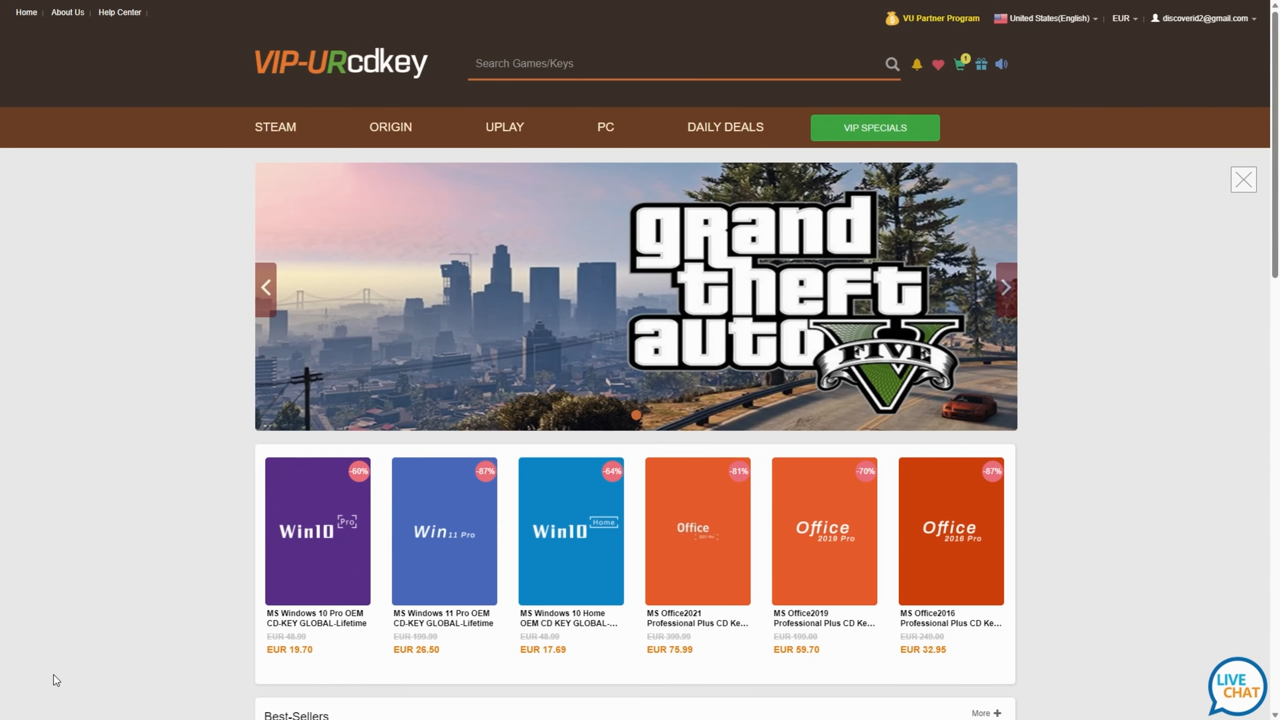 Home | About Us | Help Center |
VU Partner Program United States(English) | EUR | discoverid2@gmail.com
VIP-URcdkey
Search Games/Keys
1
STEAM ORIGIN UPLAY PC DAILY DEALS VIP SPECIALS
grand
theft
auto V
FIVE
-60% -87% -64% -81% -70% -87%
Win10 Pro
Win 11 Pro
Win10 Home
Office
Office 2019 Pro
Office 2016 Pro
MS Windows 10 Pro OEM
CD-KEY GLOBAL-Lifetime
EUR 48.99
EUR 19.70
MS Windows 11 Pro OEM
CD-KEY GLOBAL-Lifetime
EUR 199.99
EUR 26.50
MS Windows 10 Home
OEM CD KEY GLOBAL-...
EUR 48.99
EUR 17.69
MS Office2021
Professional Plus CD Ke...
EUR 399.99
EUR 75.99
MS Office2019
Professional Plus CD Ke...
EUR 199.00
EUR 59.70
MS Office2016
Professional Plus CD Ke...
EUR 249.00
EUR 32.95
LIVE
CHAT
Best-Sellers
More +